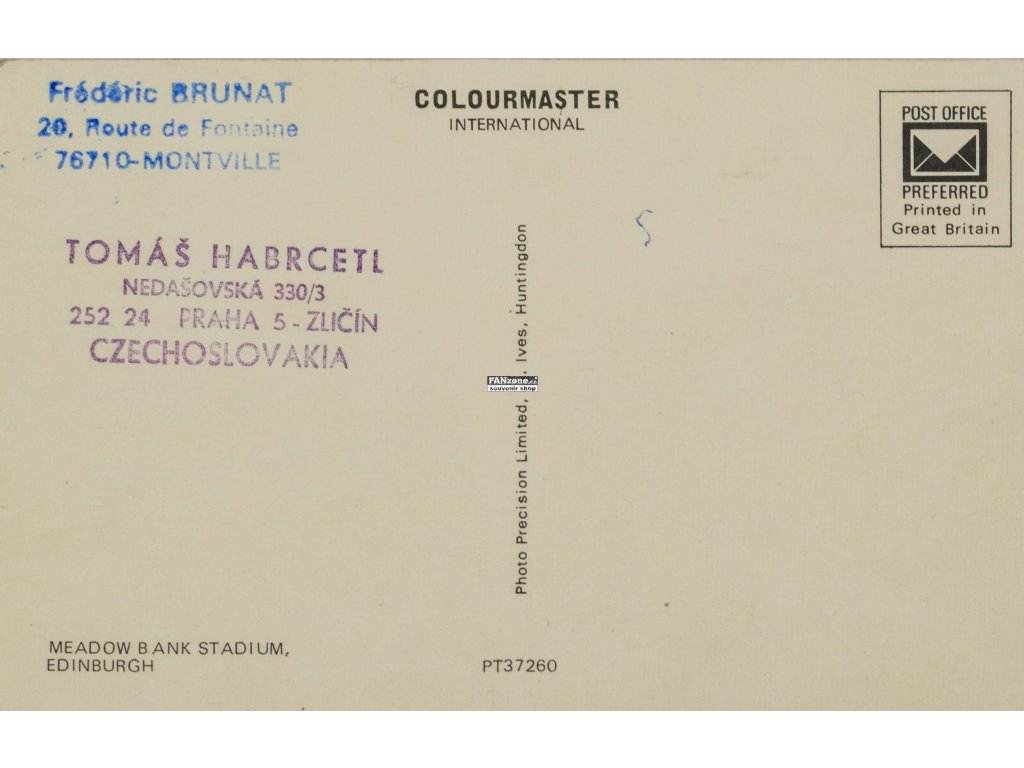 Frédéric BRUNAT
20, Route de Fontaine
76710-MONTVILLE
COLOURMASTER
INTERNATIONAL
POST OFFICE
PREFERRED
Printed in
Great Britain
5
TOMÁŠ HABRCETL
NEDAŠOVSKÁ 330/3
252 24 PRAHA 5-ZLIČÍN
CZECHOSLOVAKIA
Photo Precision Limited, . Ives, Huntingdon
FANzone.cz
souvenir shop
MEADOW BANK STADIUM,
EDINBURGH
PT37260